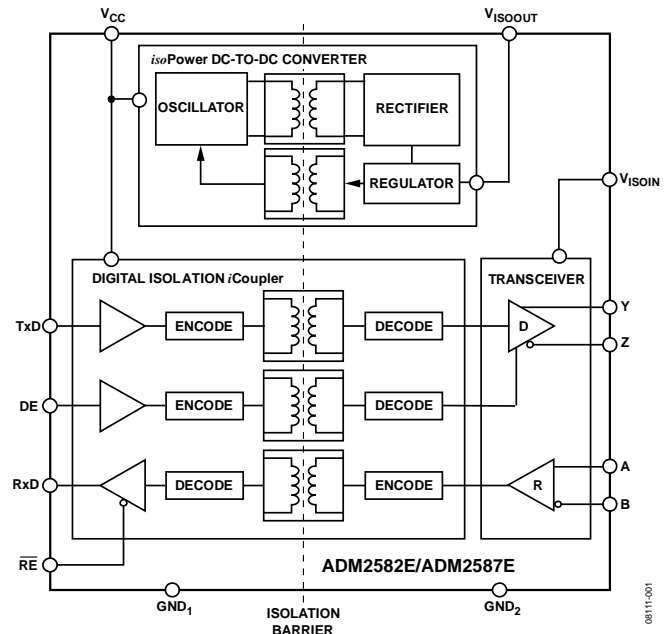 VCC
VISOOUT
isoPower DC-TO-DC CONVERTER
OSCILLATOR
RECTIFIER
REGULATOR
VISOIN
DIGITAL ISOLATION iCoupler
TRANSCEIVER
TxD
ENCODE
DECODE
D
Y
Z
DE
ENCODE
DECODE
RxD
DECODE
ENCODE
R
A
B
RE
ADM2582E/ADM2587E
GND1
ISOLATION
BARRIER
GND2
08111-001